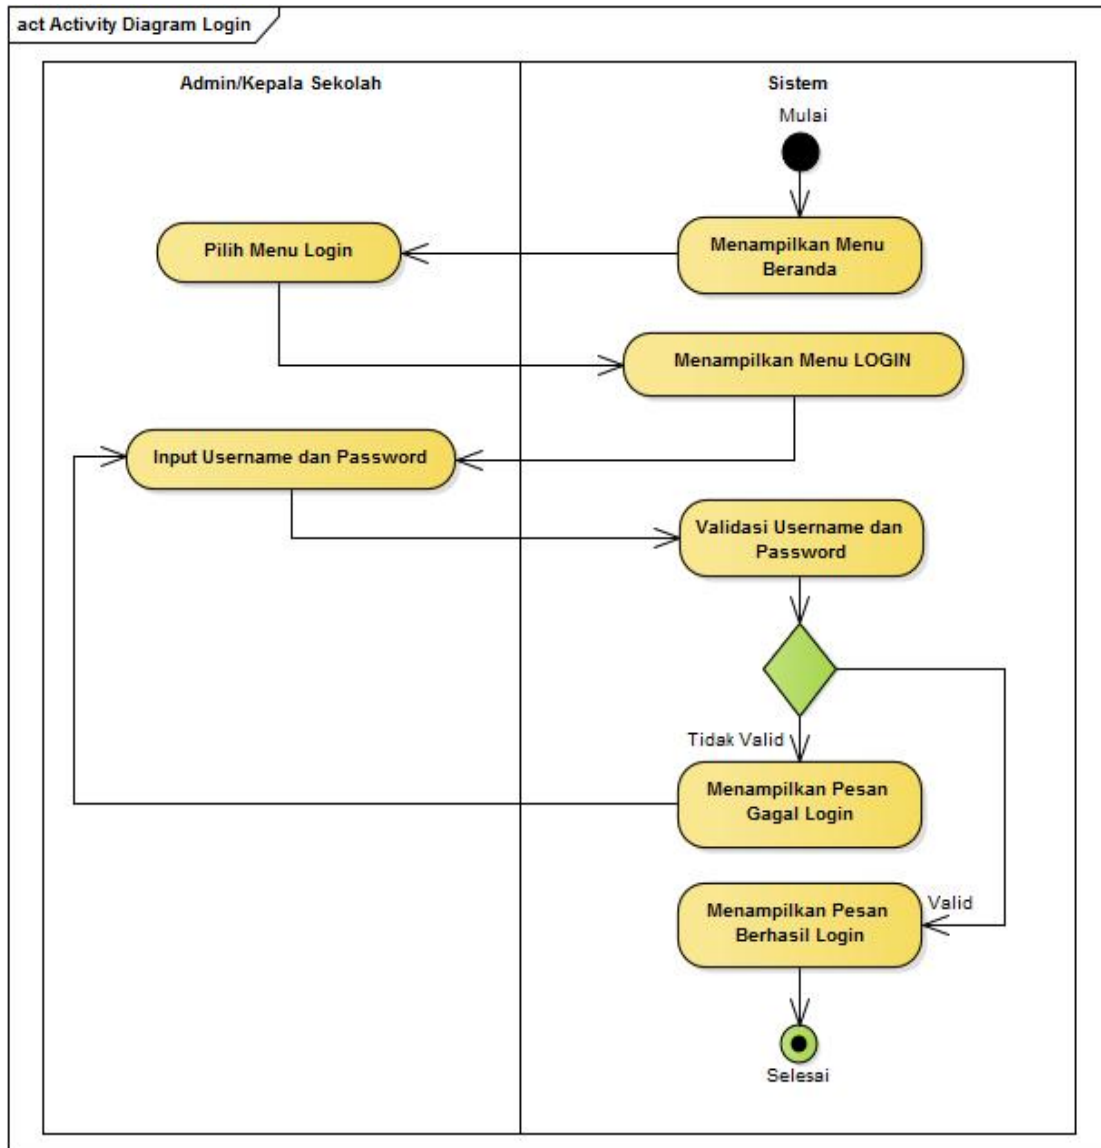 act Activity Diagram Login
Admin/Kepala Sekolah
Sistem
Mulai
Menampilkan Menu
Beranda
Pilih Menu Login
Menampilkan Menu LOGIN
Input Username dan Password
Validasi Username dan
Password
Tidak Valid
Menampilkan Pesan
Gagal Login
Menampilkan Pesan
Berhasil Login
Valid
Selesai